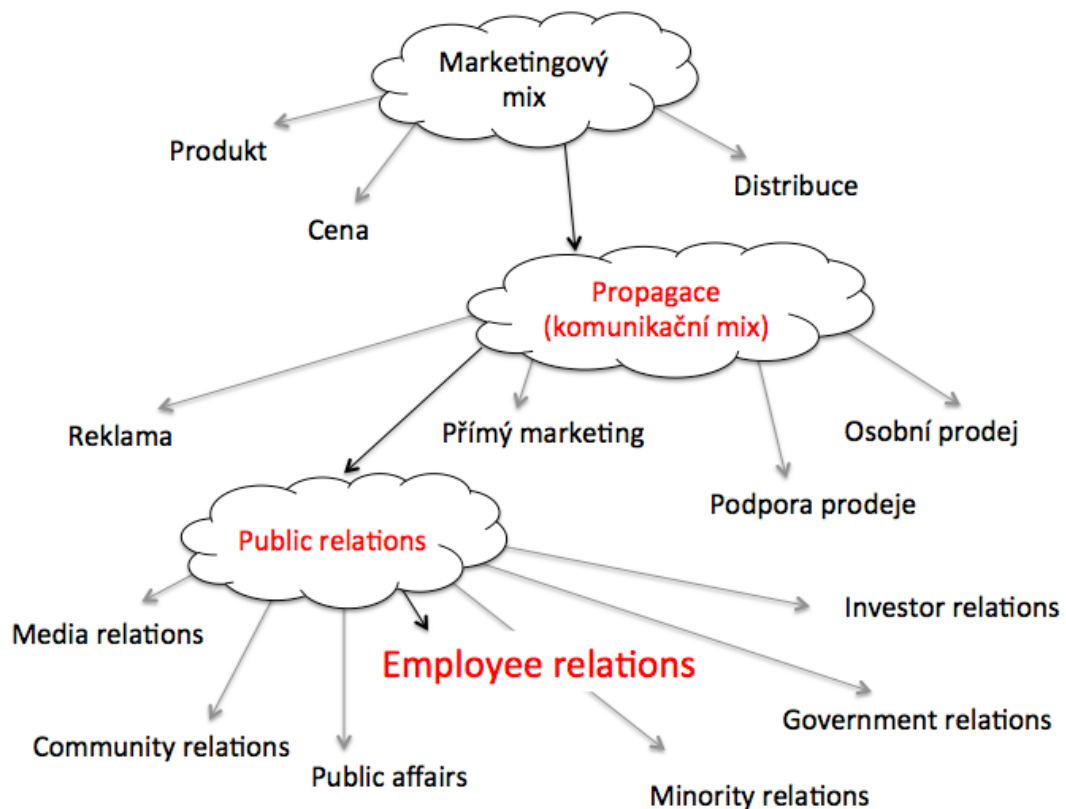 Marketingový
mix
Produkt
Distribuce
Cena
Propagace
(komunikační mix)
Reklama
Přímý marketing
Osobní prodej
Podpora prodeje
Public relations
Investor relations
Media relations
Employee relations
Government relations
Community relations
Public affairs
Minority relations